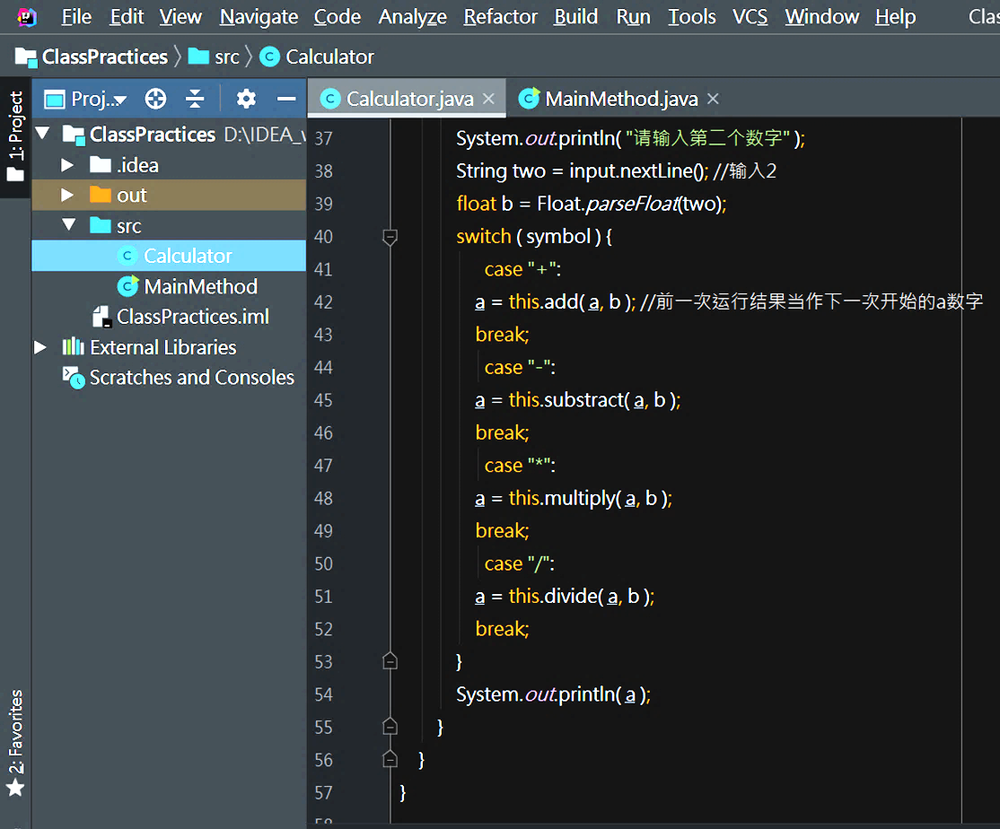 File Edit View Navigate Code Analyze Refactor Build Run Tools VCS Window Help Clas
ClassPractices src Calculator
1: Project
Proj...
Calculator.java
MainMethod.java
ClassPractices D:\IDEA_w
.idea
out
src
Calculator
MainMethod
ClassPractices.iml
External Libraries
Scratches and Consoles
2: Favorites
37 System.out.println( "请输入第二个数字" );
38 String two = input.nextLine(); //输入2
39 float b = Float.parseFloat(two);
40 switch ( symbol ) {
41 case "+":
42 a = this.add( a, b ); //前一次运行结果当作下一次开始的a数字
43 break;
44 case "-":
45 a = this.substract( a, b );
46 break;
47 case "*":
48 a = this.multiply( a, b );
49 break;
50 case "/":
51 a = this.divide( a, b );
52 break;
53 }
54 System.out.println( a );
55 }
56 }
57 }